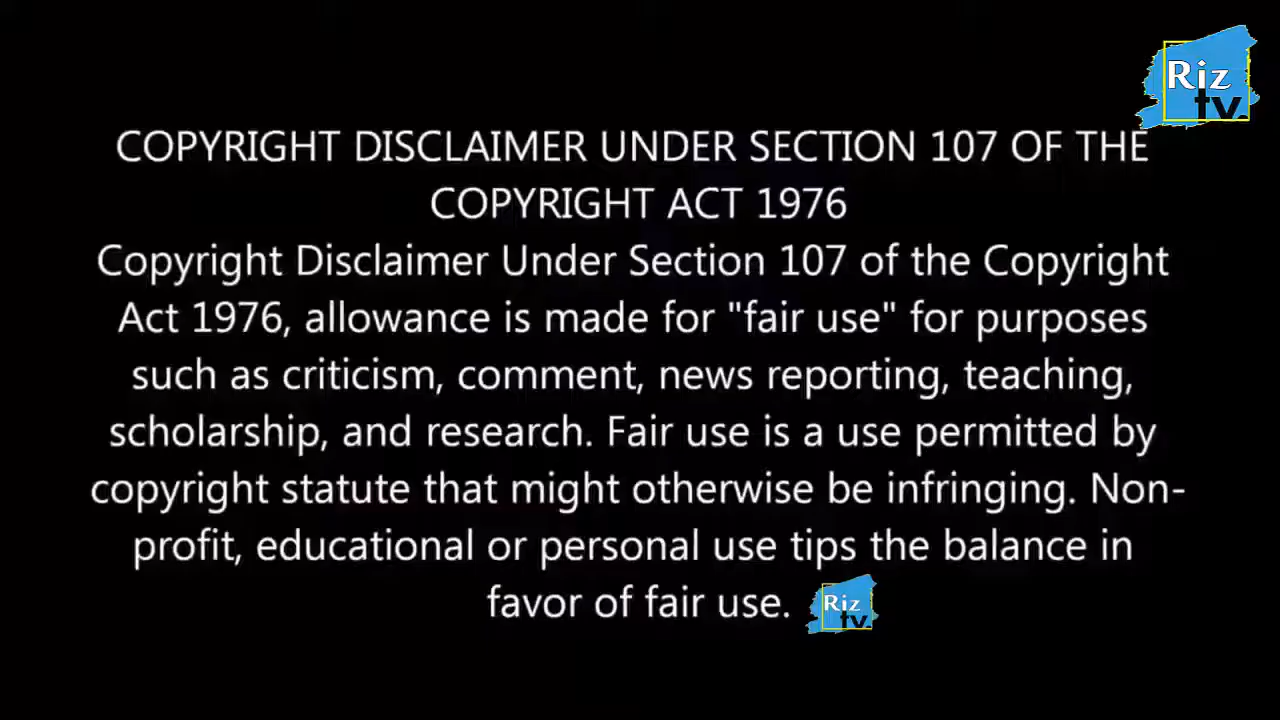 Riz
tv.
COPYRIGHT DISCLAIMER UNDER SECTION 107 OF THE
COPYRIGHT ACT 1976
Copyright Disclaimer Under Section 107 of the Copyright
Act 1976, allowance is made for "fair use" for purposes
such as criticism, comment, news reporting, teaching,
scholarship, and research. Fair use is a use permitted by
copyright statute that might otherwise be infringing. Non-
profit, educational or personal use tips the balance in
favor of fair use.
Riz
tv.